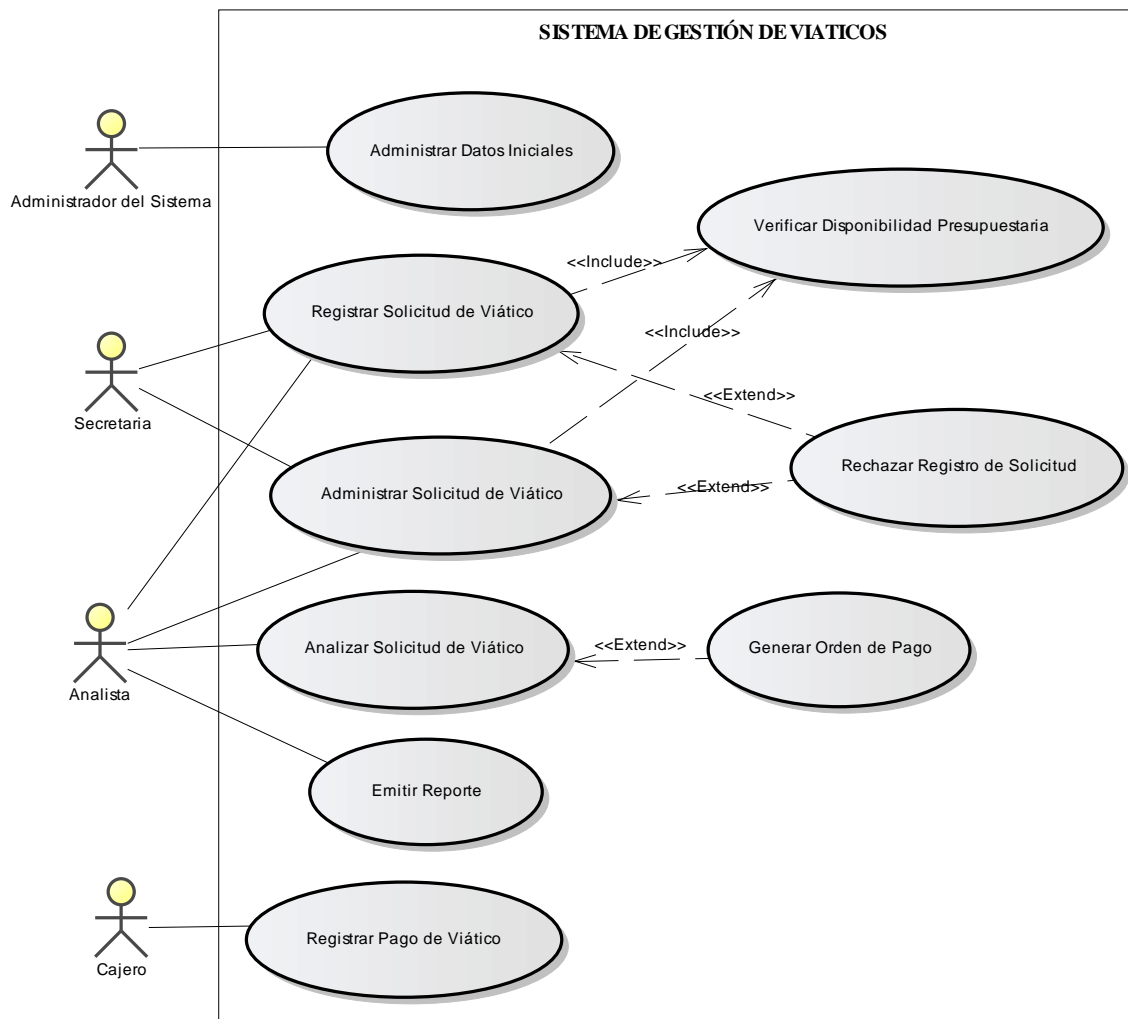 SISTEMA DE GESTIÓN DE VIATICOS
Administrar Datos Iniciales
Administrador del Sistema
Verificar Disponibilidad Presupuestaria
<<Include>>
Registrar Solicitud de Viático
<<Include>>
Secretaria
<<Extend>>
Rechazar Registro de Solicitud
Administrar Solicitud de Viático
<<Extend>>
Analizar Solicitud de Viático
<<Extend>>
Generar Orden de Pago
Analista
Emitir Reporte
Registrar Pago de Viático
Cajero